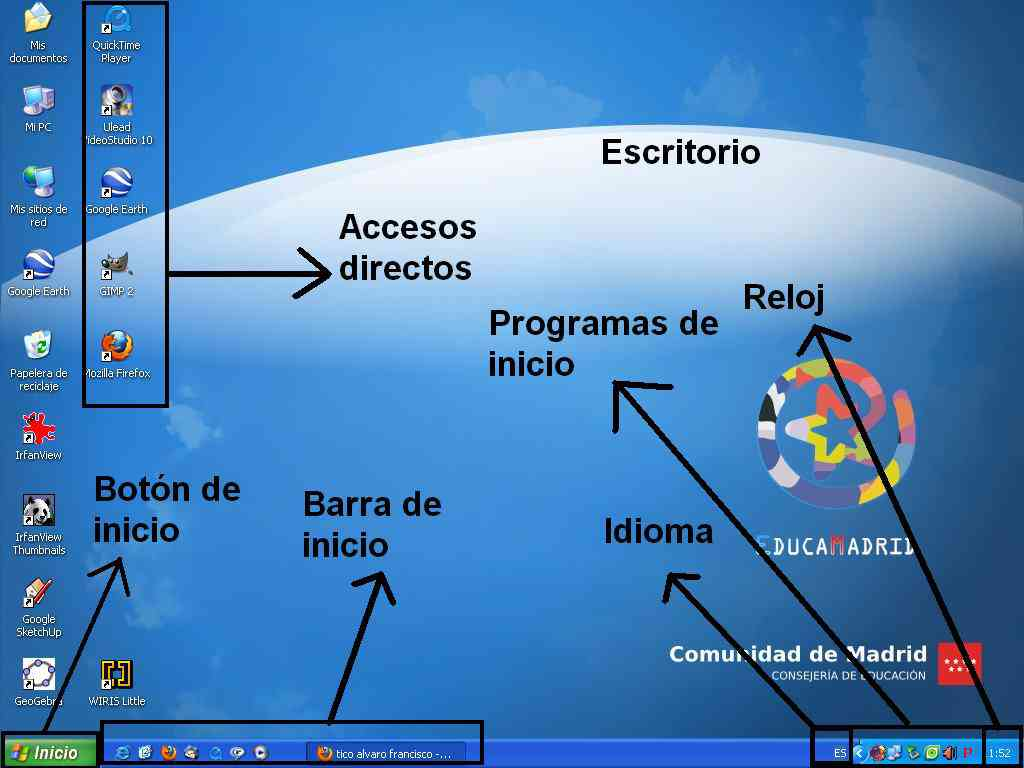 Mis
documentos
QuickTime
Player
Mi PC
Ulead
VideoStudio 10
Mis sitios de
red
Google Earth
Google Earth
GIMP 2
Papelera de
reciclaje
Mozilla Firefox
IrfanView
IrfanView
Thumbnails
Google
SketchUp
GeoGebra
WIRIS Little
Escritorio
Accesos
directos
Programas de
inicio
Reloj
Botón de
inicio
Barra de
inicio
Idioma
EDUCAMADRID
Comunidad de Madrid
CONSEJERÍA DE EDUCACIÓN
Inicio
tico alvaro francisco -...
ES
P
1:52